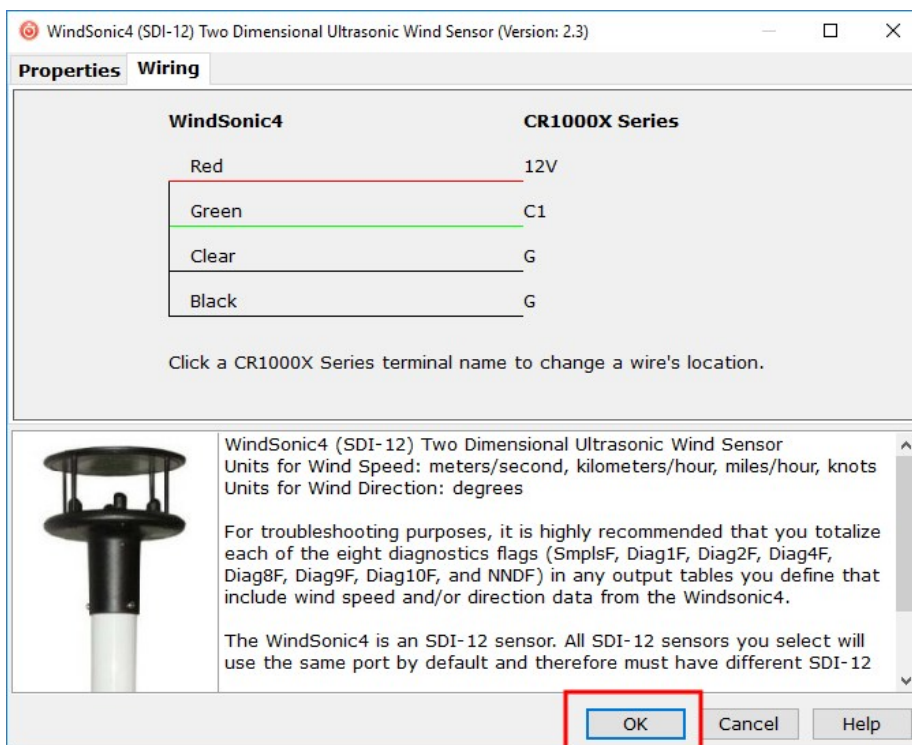 WindSonic4 (SDI-12) Two Dimensional Ultrasonic Wind Sensor (Version: 2.3)
Properties Wiring
WindSonic4 CR1000X Series
Red 12V
Green C1
Clear G
Black G
Click a CR1000X Series terminal name to change a wire's location.
WindSonic4 (SDI-12) Two Dimensional Ultrasonic Wind Sensor
Units for Wind Speed: meters/second, kilometers/hour, miles/hour, knots
Units for Wind Direction: degrees
For troubleshooting purposes, it is highly recommended that you totalize
each of the eight diagnostics flags (SmplsF, Diag1F, Diag2F, Diag4F,
Diag8F, Diag9F, Diag10F, and NNDF) in any output tables you define that
include wind speed and/or direction data from the Windsonic4.
The WindSonic4 is an SDI-12 sensor. All SDI-12 sensors you select will
use the same port by default and therefore must have different SDI-12
OK Cancel Help